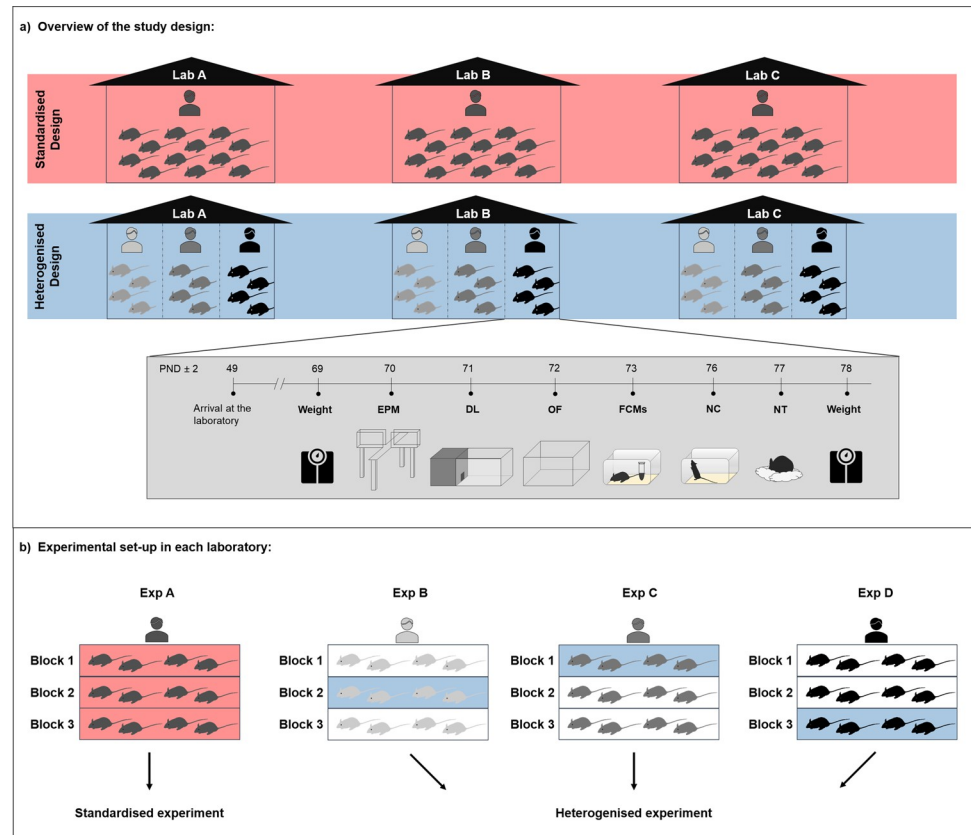 a) Overview of the study design:
Standardised
Design
Lab A
Lab B
Lab C
Heterogenised
Design
Lab A
Lab B
Lab C
PND ± 2
49
69
70
71
72
73
76
77
78
Arrival at the
laboratory
Weight
EPM
DL
OF
FCMs
NC
NT
Weight
b) Experimental set-up in each laboratory:
Exp A
Exp B
Exp C
Exp D
Block 1
Block 2
Block 3
Block 1
Block 2
Block 3
Block 1
Block 2
Block 3
Block 1
Block 2
Block 3
Standardised experiment
Heterogenised experiment